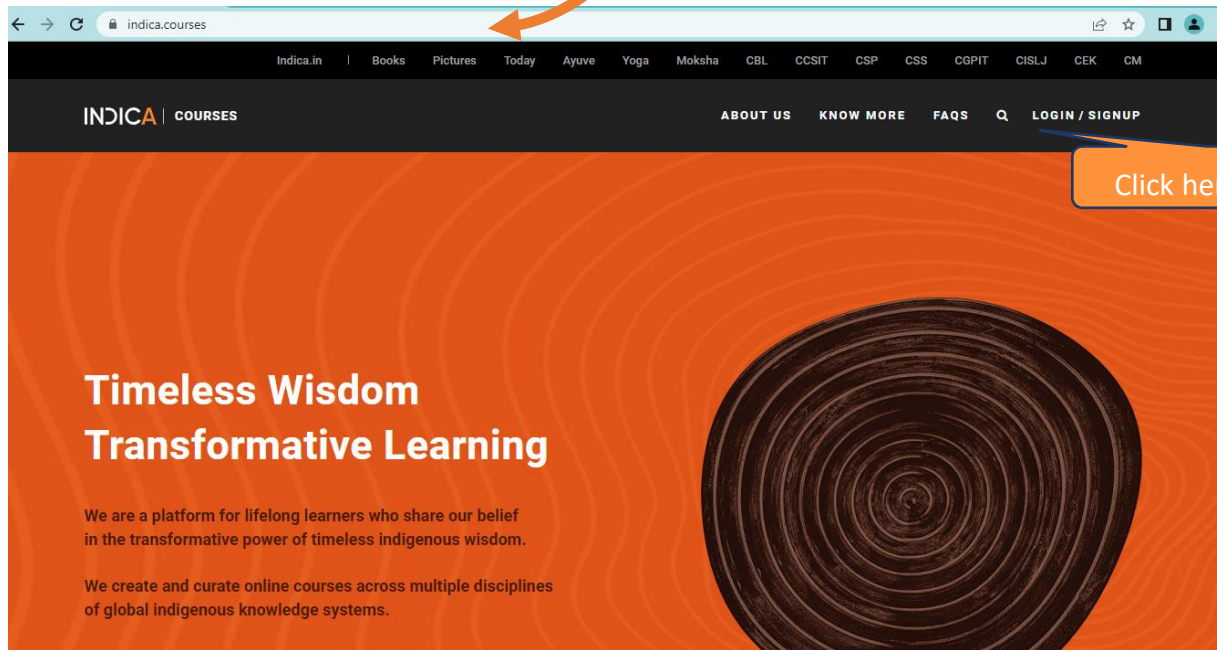 indica.courses
Indica.in | Books Pictures Today Ayuve Yoga Moksha CBL CCSIT CSP CSS CGPIT CISLJ CEK CM
INDICA | COURSES ABOUT US KNOW MORE FAQS LOGIN / SIGNUP
Click he
Timeless Wisdom
Transformative Learning
We are a platform for lifelong learners who share our belief
in the transformative power of timeless indigenous wisdom.
We create and curate online courses across multiple disciplines
of global indigenous knowledge systems.